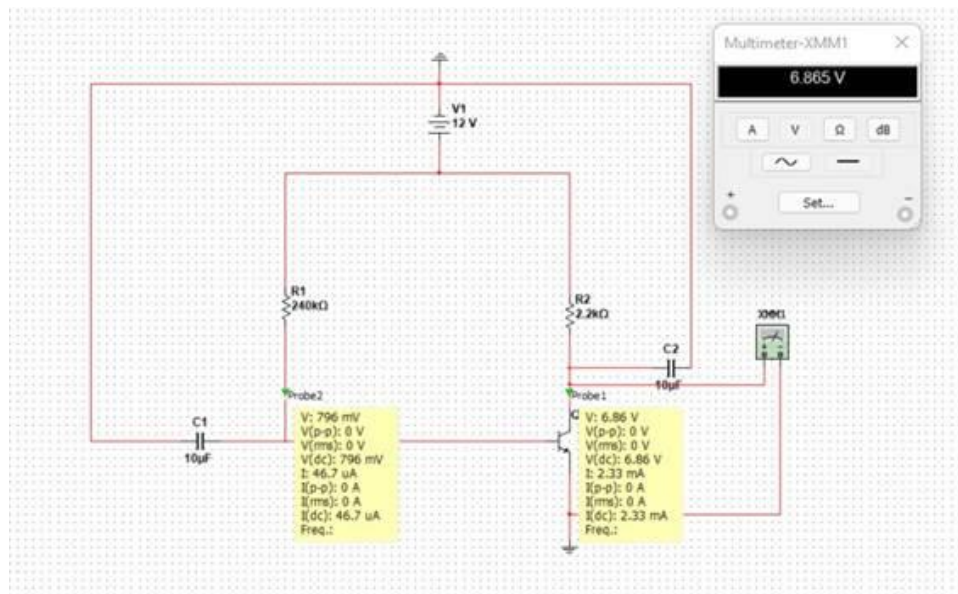 Multimeter-XMM1
6.865 V
A V Ω dB
+ Set... −
V1
12 V
R1
240kΩ
R2
2.2kΩ
XMM1
C2
10µF
Probe2
Probe1
C1
10µF
V: 796 mV
V(p-p): 0 V
V(rms): 0 V
V(dc): 796 mV
I: 46.7 uA
I(p-p): 0 A
I(rms): 0 A
I(dc): 46.7 uA
Freq.:
V: 6.86 V
V(p-p): 0 V
V(rms): 0 V
V(dc): 6.86 V
I: 2.33 mA
I(p-p): 0 A
I(rms): 0 A
I(dc): 2.33 mA
Freq.: